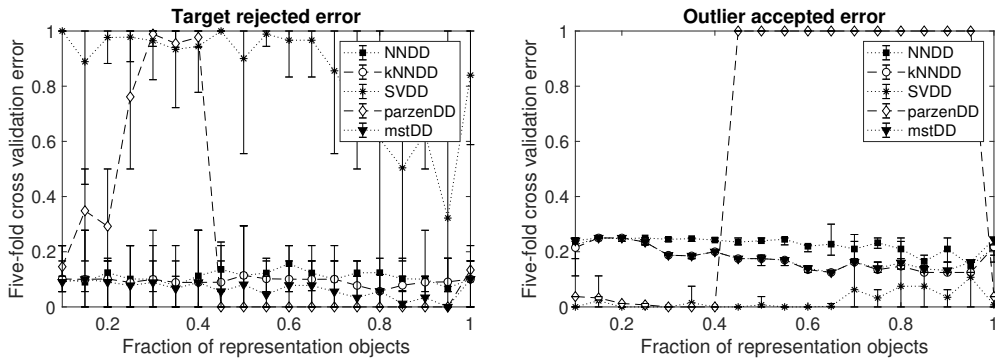 Target rejected error
Five-fold cross validation error
1
0.8
0.6
0.4
0.2
0
NNDD
kNNDD
SVDD
parzenDD
mstDD
0.2
0.4
0.6
0.8
1
Fraction of representation objects
Outlier accepted error
Five-fold cross validation error
1
0.8
0.6
0.4
0.2
0
NNDD
kNNDD
SVDD
parzenDD
mstDD
0.2
0.4
0.6
0.8
1
Fraction of representation objects